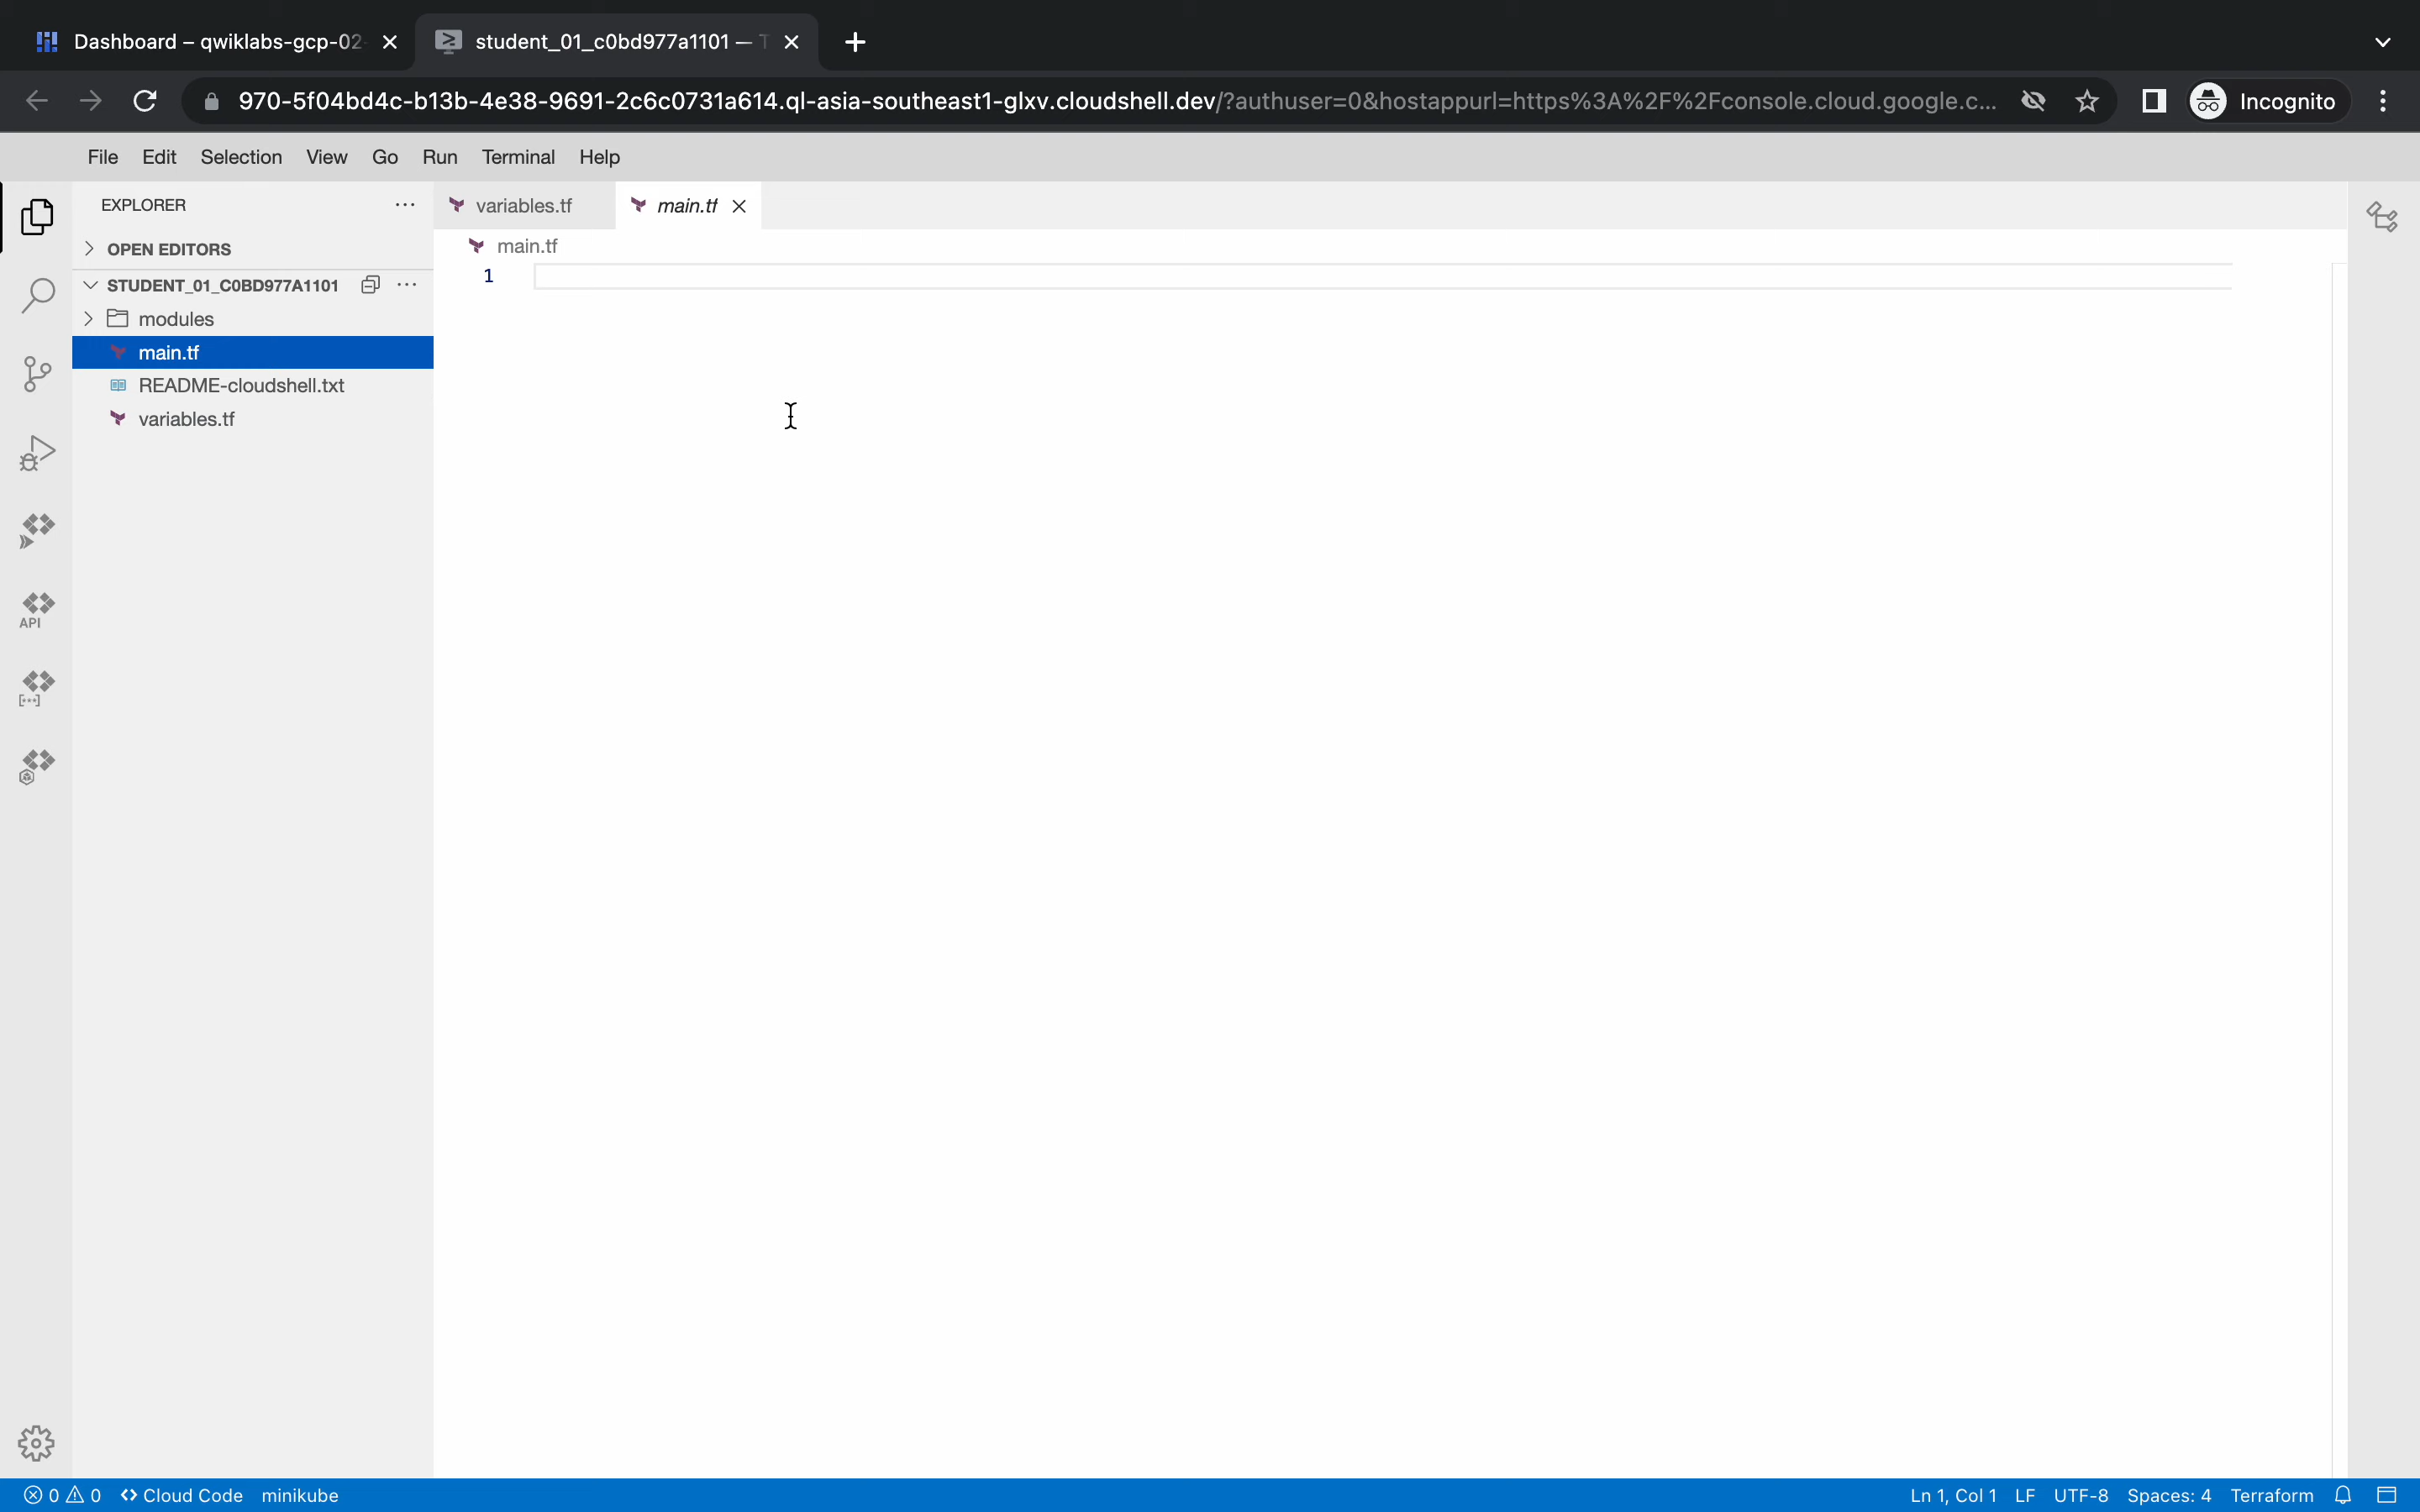 Dashboard – qwiklabs-gcp-02
student_01_c0bd977a1101 — T
970-5f04bd4c-b13b-4e38-9691-2c6c0731a614.ql-asia-southeast1-glxv.cloudshell.dev/?authuser=0&hostappurl=https%3A%2F%2Fconsole.cloud.google.c...
Incognito
File Edit Selection View Go Run Terminal Help
EXPLORER
variables.tf
main.tf
OPEN EDITORS
main.tf
STUDENT_01_C0BD977A1101
1
modules
main.tf
README-cloudshell.txt
variables.tf
API
0 0 Cloud Code minikube
Ln 1, Col 1 LF UTF-8 Spaces: 4 Terraform